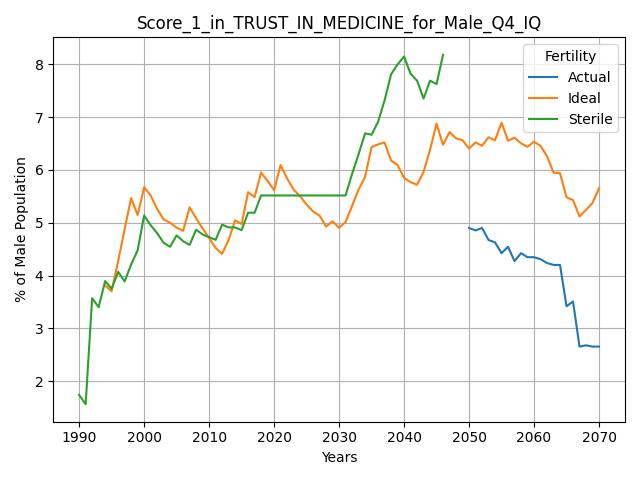 Score_1_in_TRUST_IN_MEDICINE_for_Male_Q4_IQ
Fertility
Actual
Ideal
Sterile
% of Male Population
8
7
6
5
4
3
2
1990 2000 2010 2020 2030 2040 2050 2060 2070
Years